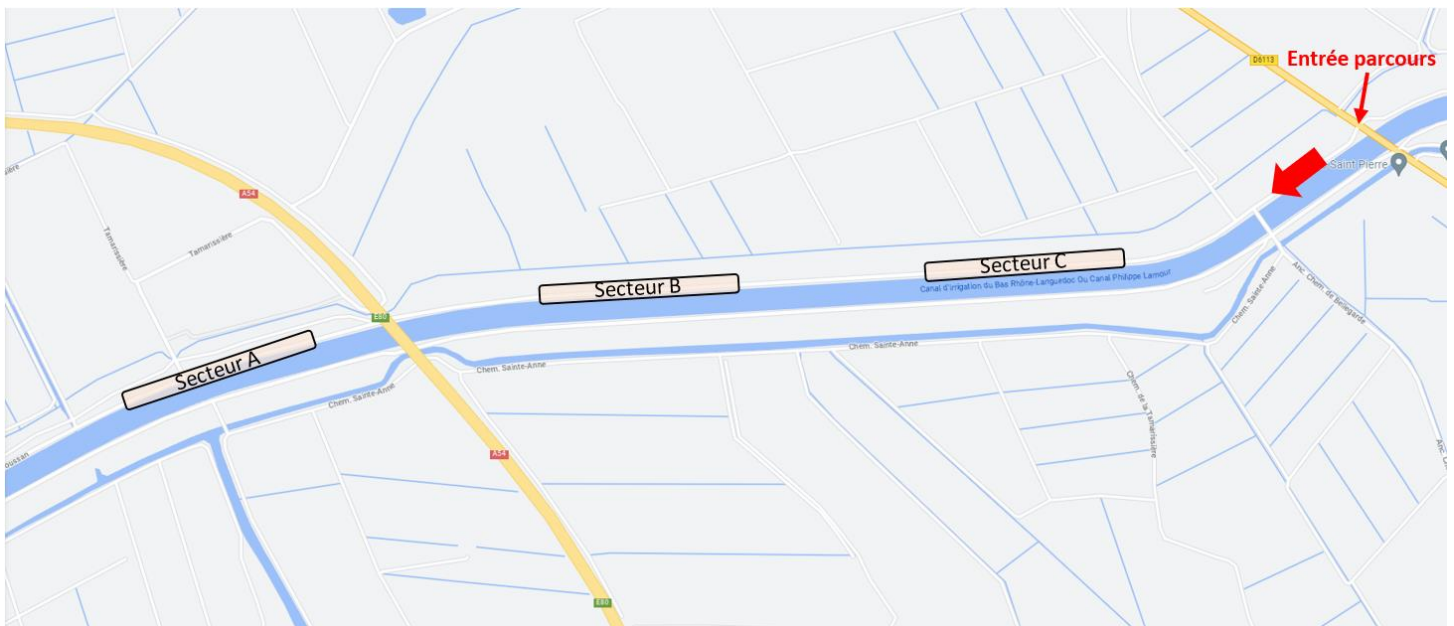 D6113
Entrée parcours
Saint Pierre
A54
Tamarissière
Tamarissière
Secteur C
Canal d'irrigation du Bas Rhône-Languedoc Ou Canal Philippe Lamour
Secteur B
Anc. Chem. de Bellegarde
Chem. Sainte-Anne
E80
Secteur A
Chem. Sainte-Anne
Chem. Sainte-Anne
Chem. Sainte-Anne
Chem. de la Tamarissière
A54
E80